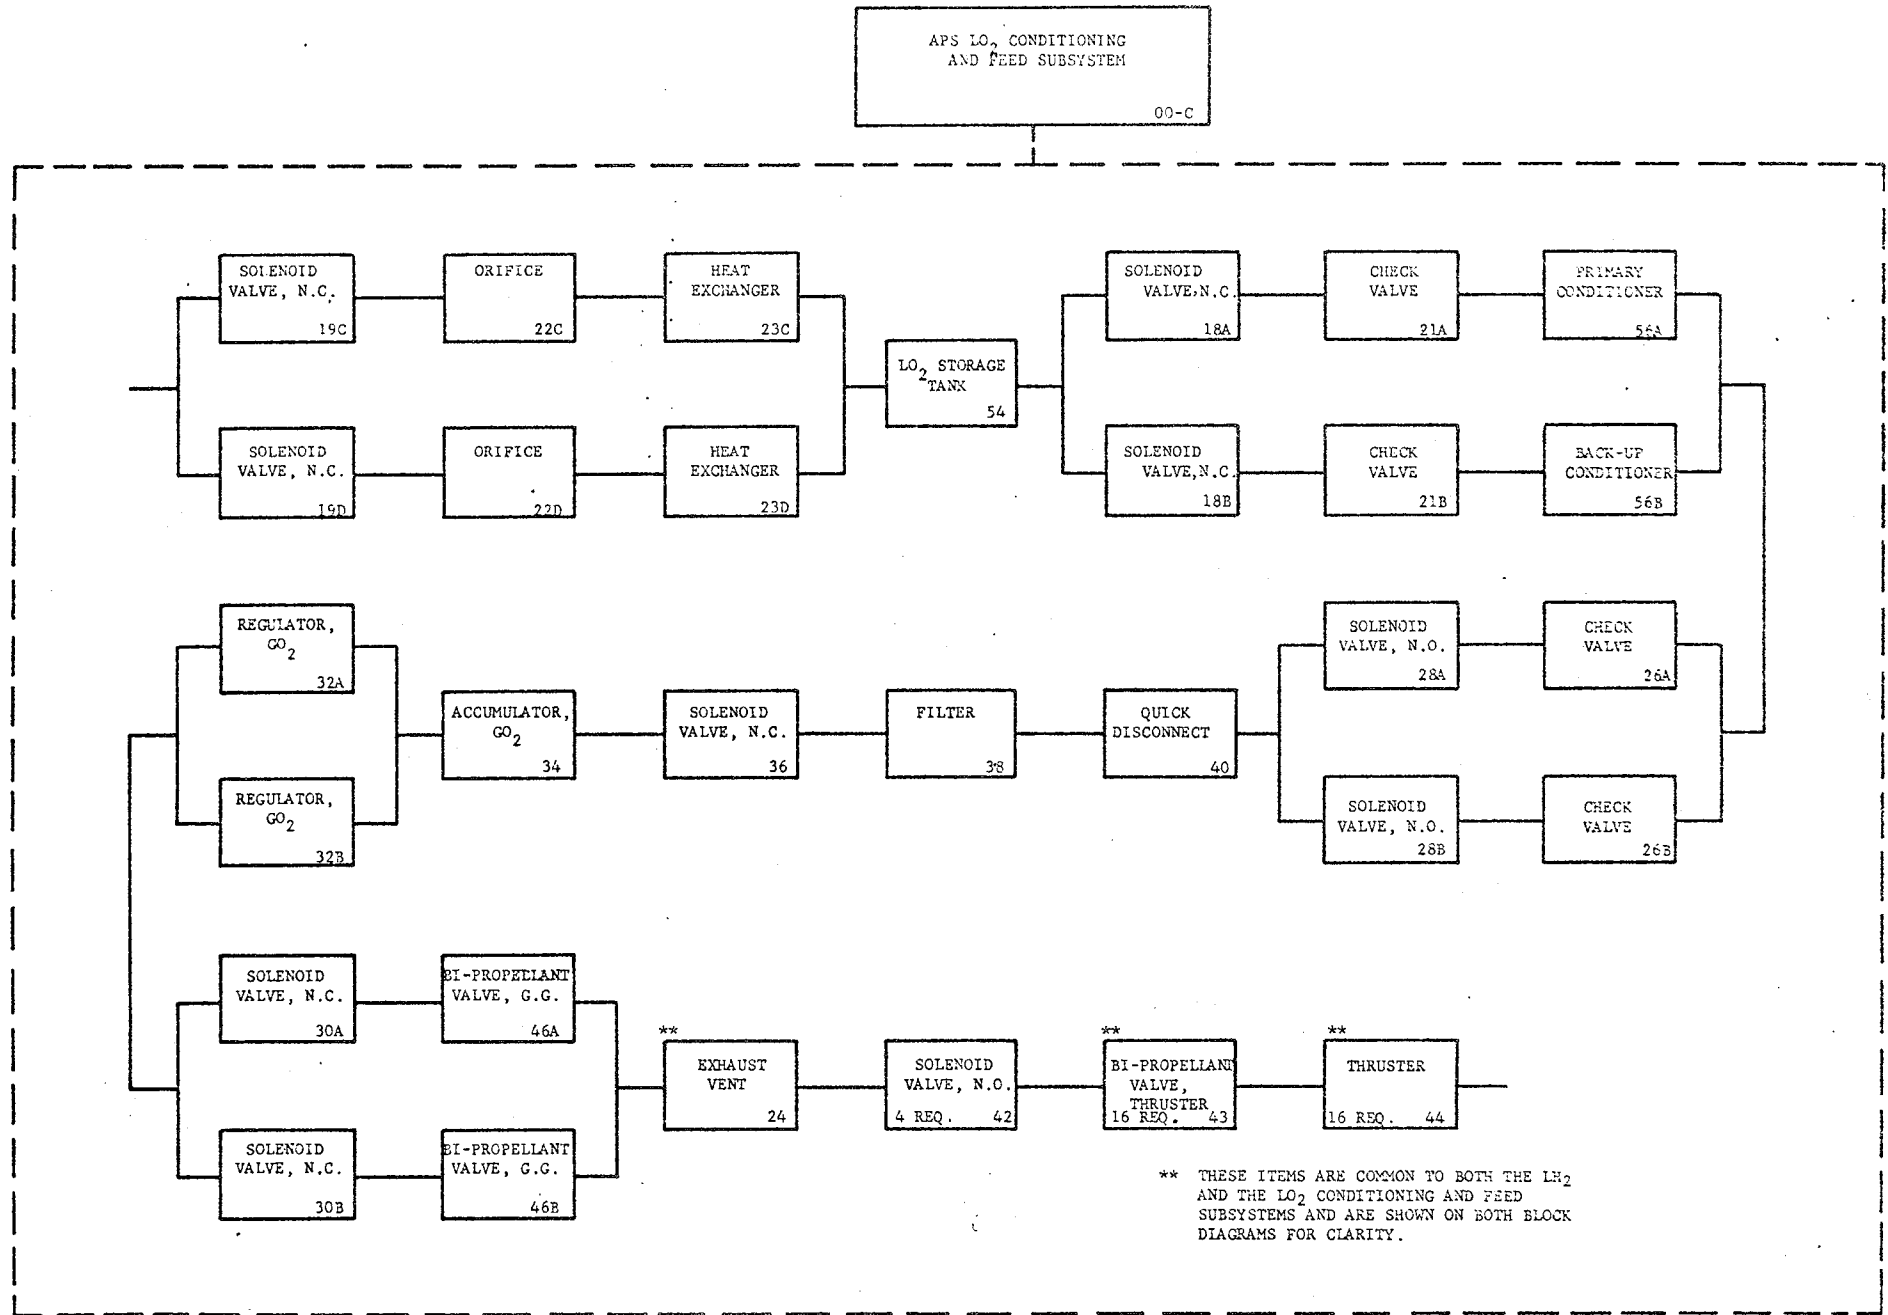 APS LO2 CONDITIONING
AND FEED SUBSYSTEM
00-C
SOLENOID
VALVE, N.C.
19C
ORIFICE
22C
HEAT
EXCHANGER
23C
SOLENOID
VALVE, N.C.
19D
ORIFICE
22D
HEAT
EXCHANGER
23D
LO2 STORAGE
TANK
54
SOLENOID
VALVE, N.C.
18A
CHECK
VALVE
21A
PRIMARY
CONDITIONER
56A
SOLENOID
VALVE, N.C.
18B
CHECK
VALVE
21B
BACK-UP
CONDITIONER
56B
REGULATOR,
GO2
32A
REGULATOR,
GO2
32B
ACCUMULATOR,
GO2
34
SOLENOID
VALVE, N.C.
36
FILTER
38
QUICK
DISCONNECT
40
SOLENOID
VALVE, N.O.
28A
CHECK
VALVE
26A
SOLENOID
VALVE, N.O.
28B
CHECK
VALVE
26B
SOLENOID
VALVE, N.C.
30A
BI-PROPELLANT
VALVE, G.G.
46A
SOLENOID
VALVE, N.C.
30B
BI-PROPELLANT
VALVE, G.G.
46B
**
EXHAUST
VENT
24
SOLENOID
VALVE, N.O.
4 REQ. 42
**
BI-PROPELLANT
VALVE,
THRUSTER
16 REQ. 43
**
THRUSTER
16 REQ. 44
** THESE ITEMS ARE COMMON TO BOTH THE LH2
AND THE LO2 CONDITIONING AND FEED
SUBSYSTEMS AND ARE SHOWN ON BOTH BLOCK
DIAGRAMS FOR CLARITY.